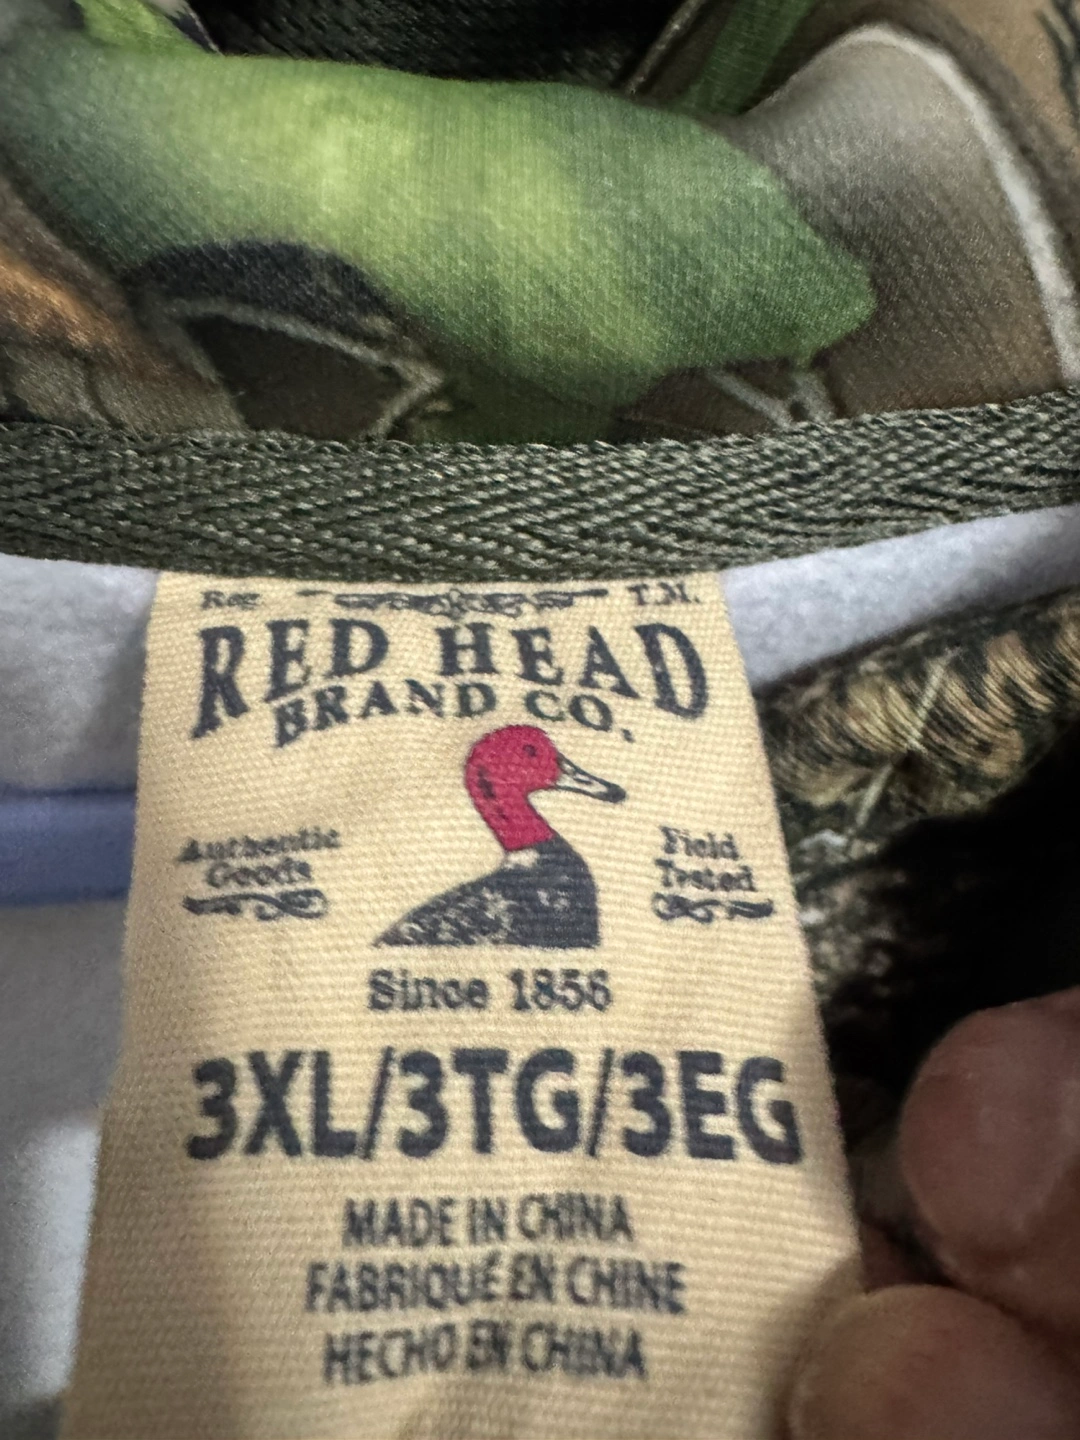 Reg T.M.
RED HEAD
BRAND CO.
Authentic
Goods
Field
Tested
Since 1856
3XL/3TG/3EG
MADE IN CHINA
FABRIQUÉ EN CHINE
HECHO EN CHINA